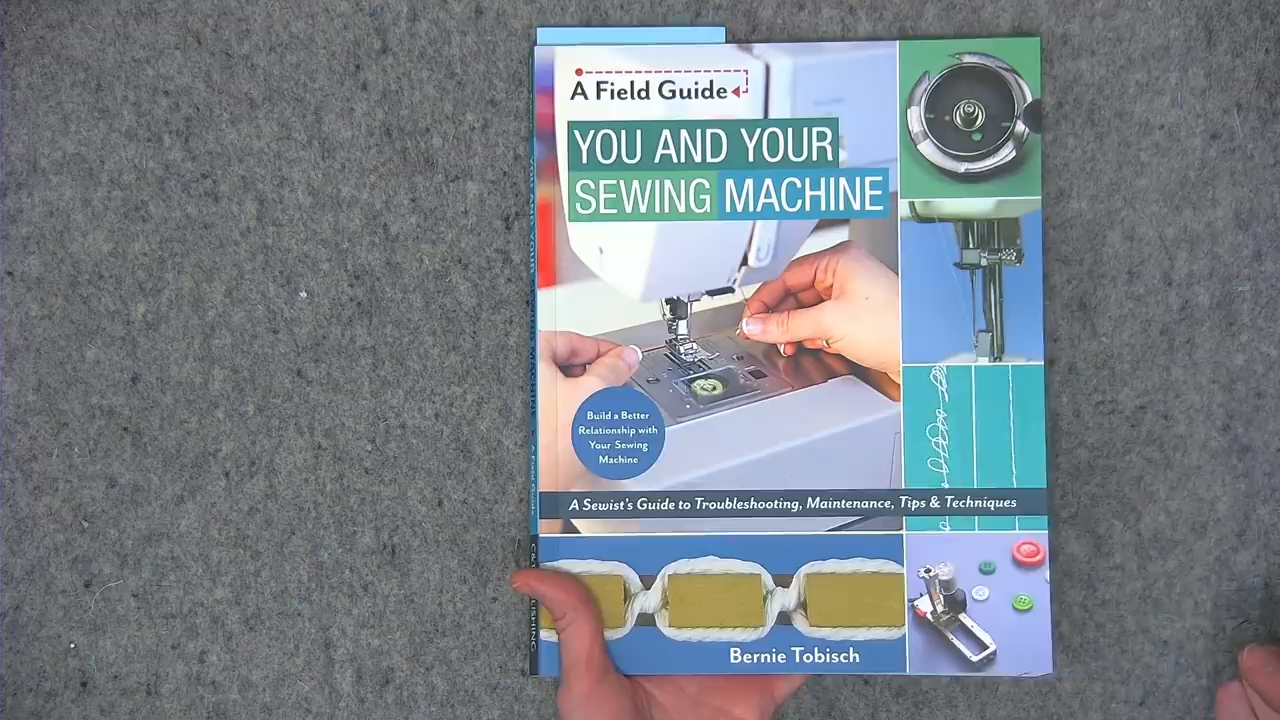 A Field Guide
YOU AND YOUR
SEWING MACHINE
Build a Better
Relationship with
Your Sewing
Machine
A Sewist's Guide to Troubleshooting, Maintenance, Tips & Techniques
Bernie Tobisch